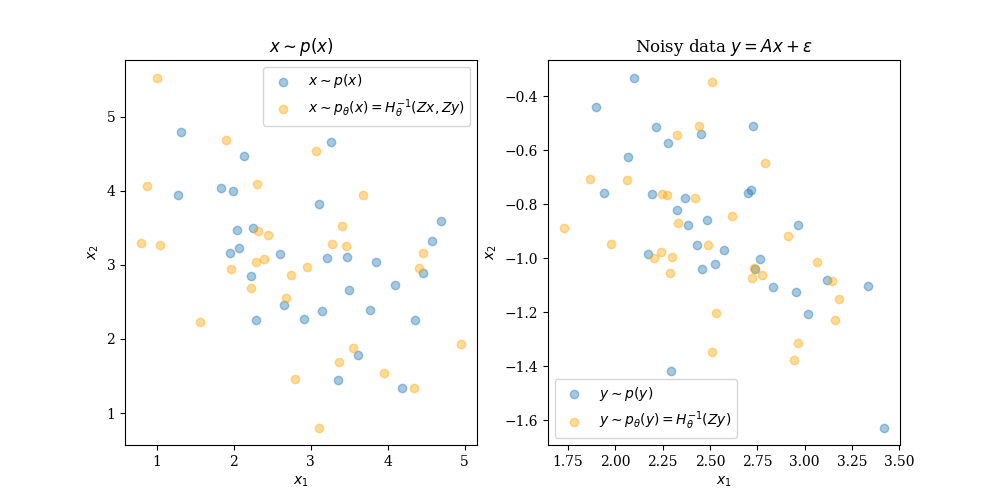 x ~ p(x)
x ~ p(x)
x ~ p_θ(x) = H_θ^{-1}(Zx, Zy)
5
4
3
2
1
x_2
1
2
3
4
5
x_1
Noisy data y = Ax + ε
−0.4
−0.6
−0.8
−1.0
−1.2
−1.4
−1.6
x_2
y ~ p(y)
y ~ p_θ(y) = H_θ^{-1}(Zy)
1.75
2.00
2.25
2.50
2.75
3.00
3.25
3.50
x_1